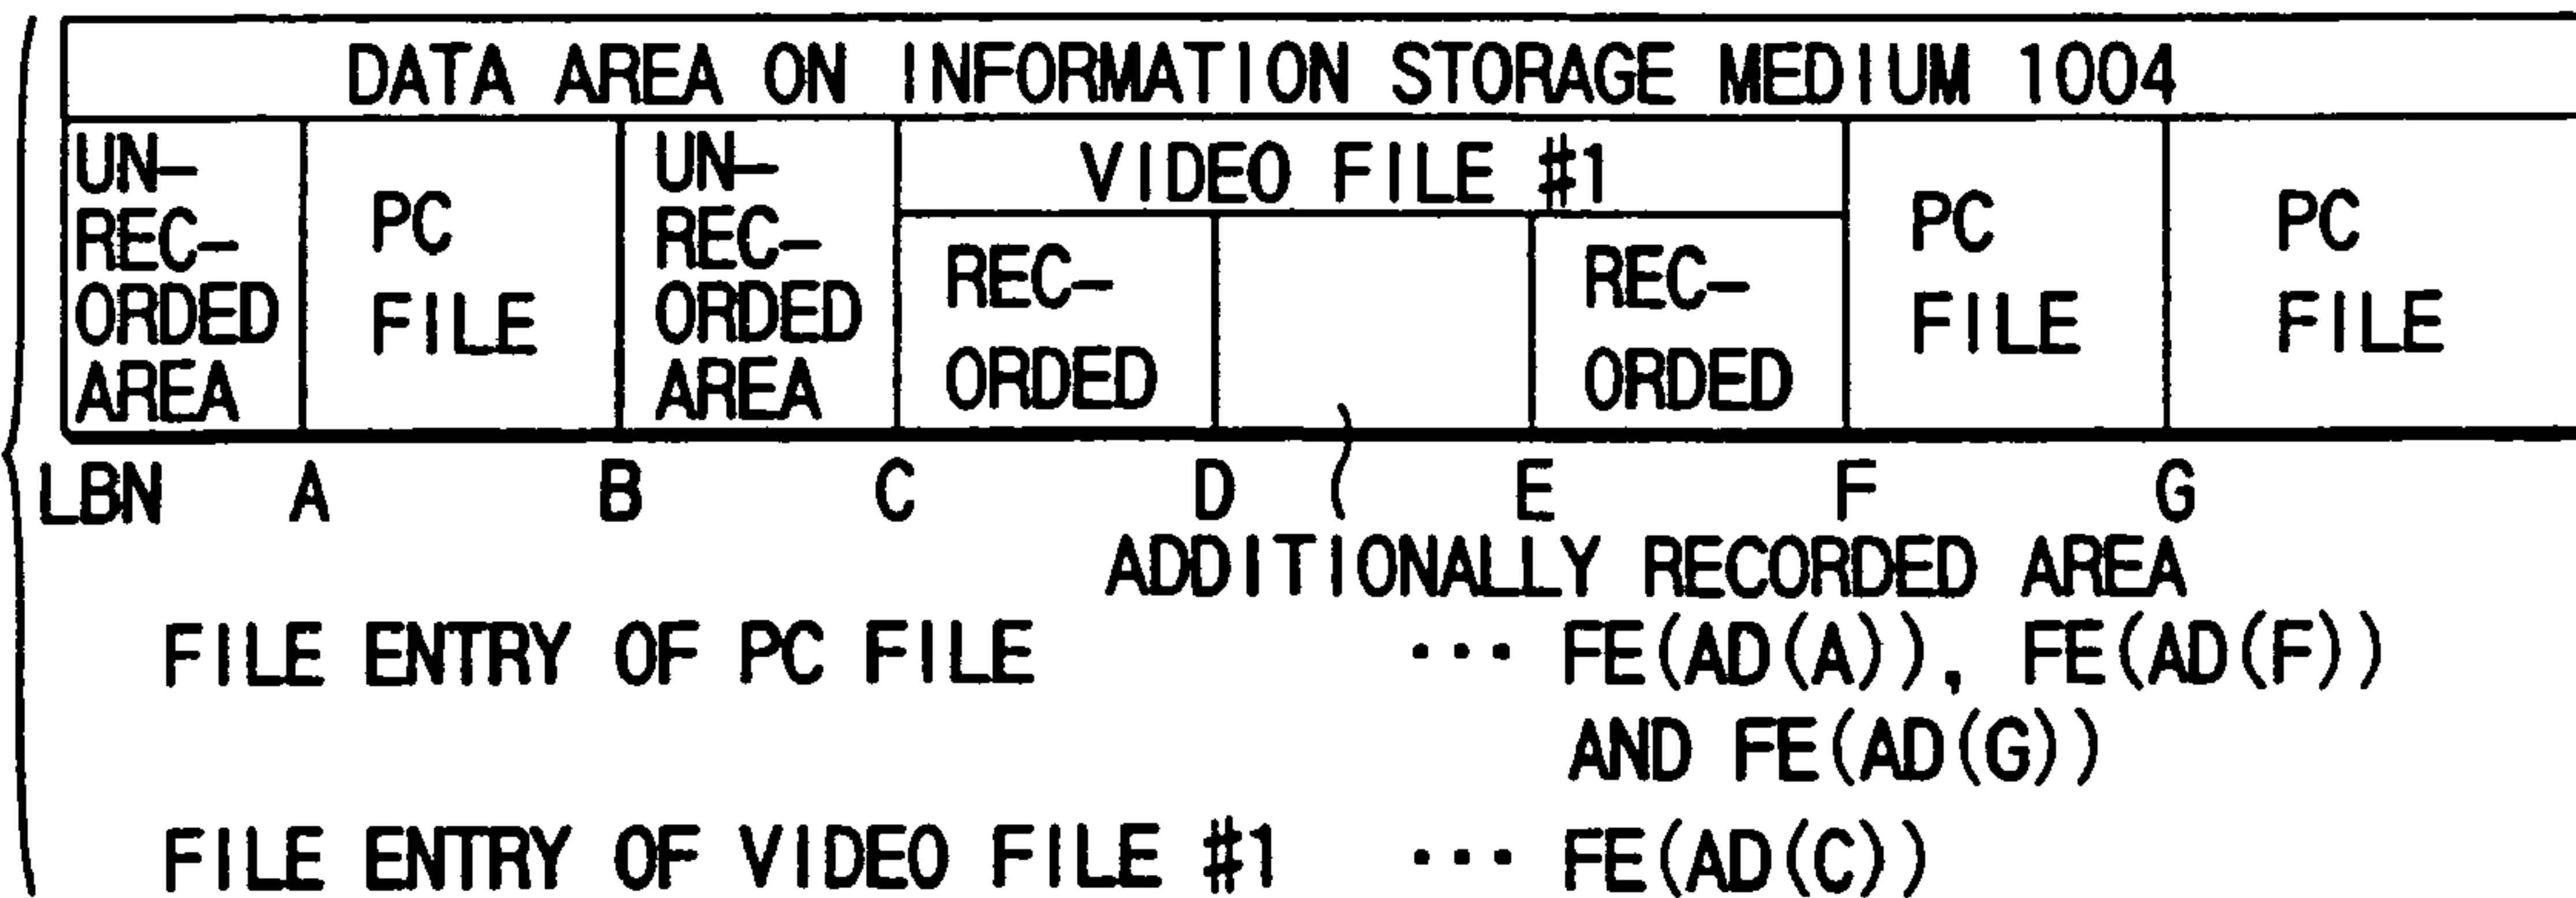 DATA AREA ON INFORMATION STORAGE MEDIUM 1004
UN-
REC-
ORDED
AREA
PC
FILE
UN-
REC-
ORDED
AREA
VIDEO FILE #1
REC-
ORDED
REC-
ORDED
PC
FILE
PC
FILE
LBN A B C D E F G
ADDITIONALLY RECORDED AREA
FILE ENTRY OF PC FILE ··· FE(AD(A)), FE(AD(F))
AND FE(AD(G))
FILE ENTRY OF VIDEO FILE #1 ··· FE(AD(C))